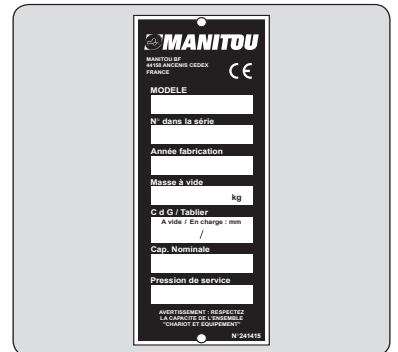 MANITOU
MANITOU BF
44158 ANCENIS CEDEX
FRANCE
CE
MODELE
N° dans la série
Année fabrication
Masse à vide
kg
C d G / Tablier
A vide / En charge : mm
/
Cap. Nominale
Pression de service
AVERTISSEMENT : RESPECTEZ
LA CAPACITE DE L'ENSEMBLE
"CHARIOT ET EQUIPEMENT"
N°241415